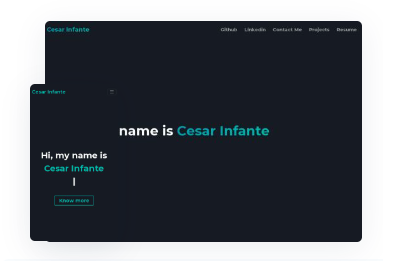 Cesar Infante
Github Linkedin Contact Me Projects Resume
name is Cesar Infante
Cesar Infante
Hi, my name is
Cesar Infante
|
Know more